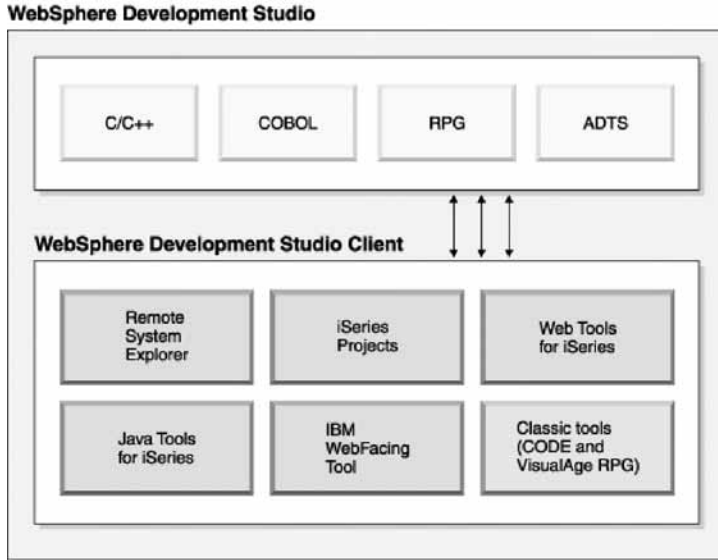 WebSphere Development Studio
C/C++
COBOL
RPG
ADTS
WebSphere Development Studio Client
Remote
System
Explorer
iSeries
Projects
Web Tools
for iSeries
Java Tools
for iSeries
IBM
WebFacing
Tool
Classic tools
(CODE and
VisualAge RPG)